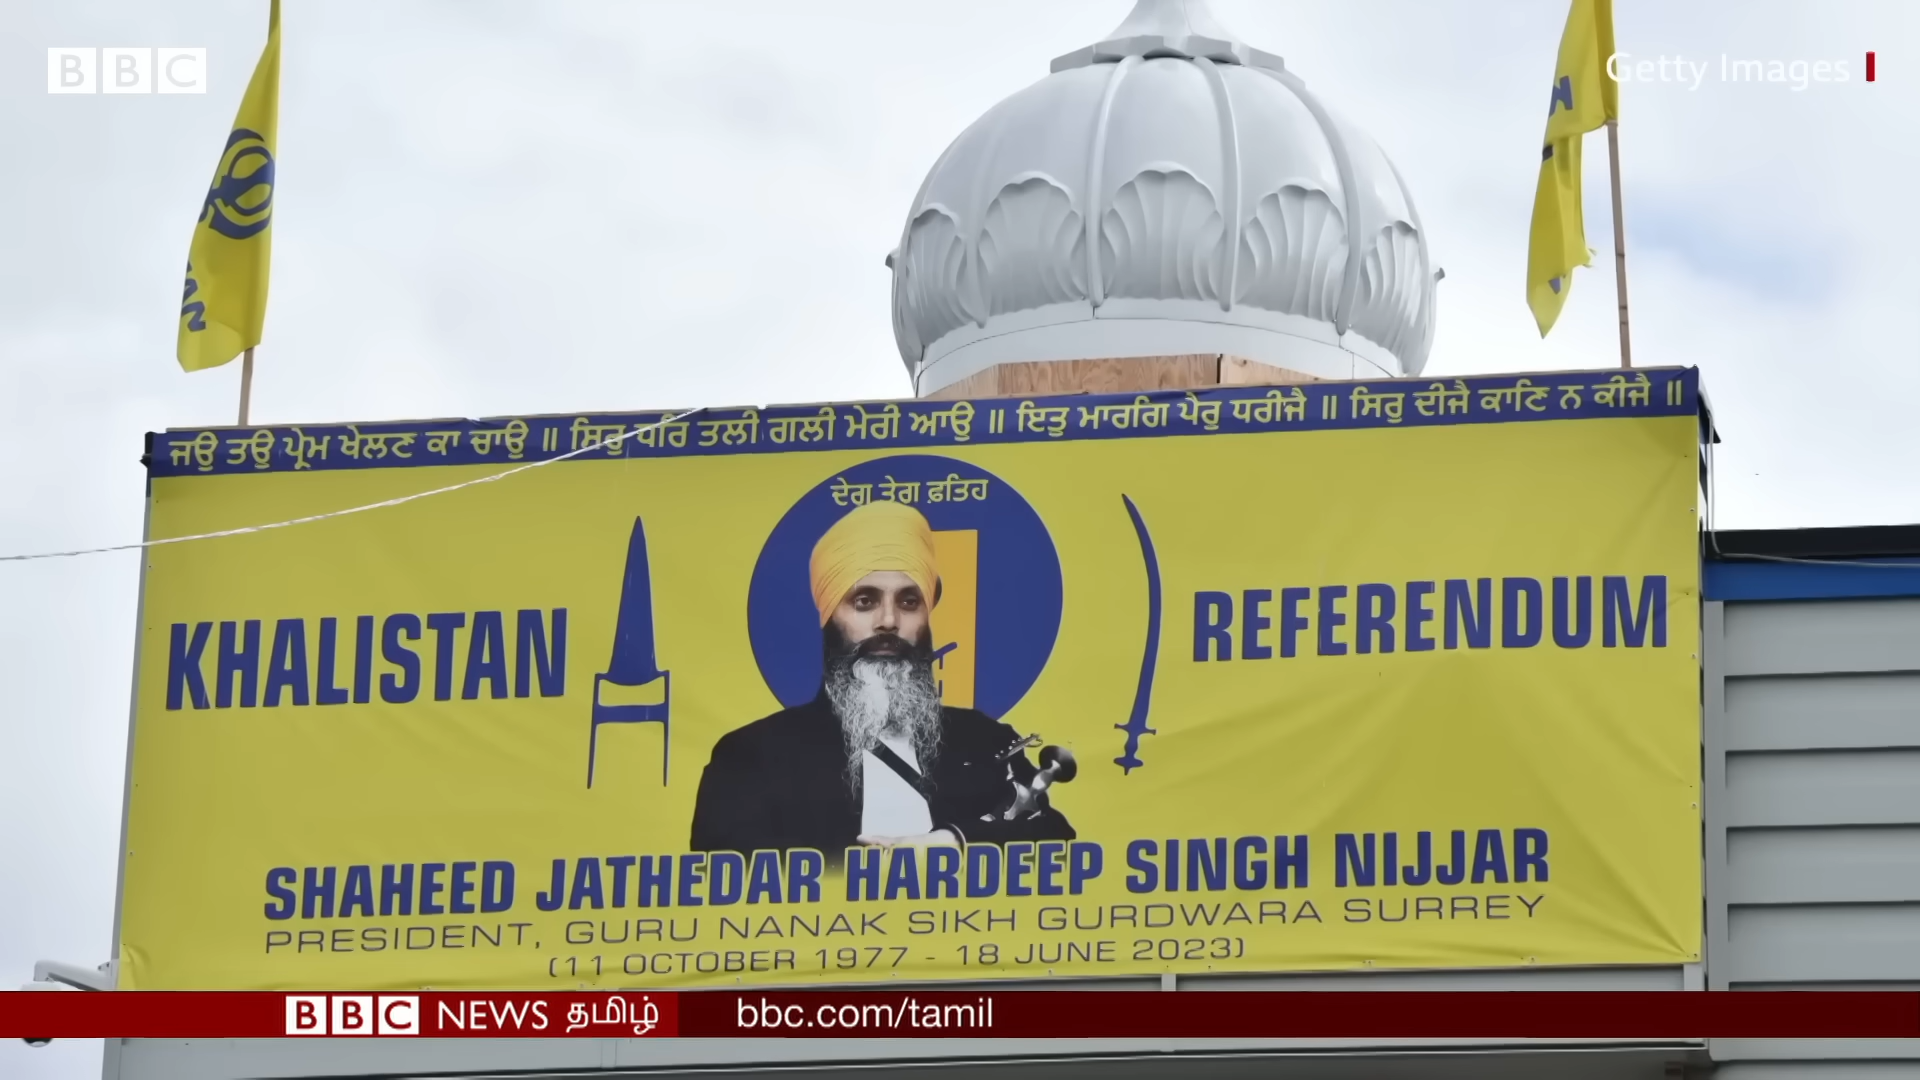 BBC
Getty Images
ਜਉ ਤਉ ਪ੍ਰੇਮ ਖੇਲਣ ਕਾ ਚਾਉ ॥ ਸਿਰੁ ਧਰਿ ਤਲੀ ਗਲੀ ਮੇਰੀ ਆਉ ॥ ਇਤੁ ਮਾਰਗਿ ਪੈਰੁ ਧਰੀਜੈ ॥ ਸਿਰੁ ਦੀਜੈ ਕਾਣਿ ਨ ਕੀਜੈ ॥
ਦੇਗ ਤੇਗ ਫ਼ਤਿਹ
KHALISTAN REFERENDUM
SHAHEED JATHEDAR HARDEEP SINGH NIJJAR
PRESIDENT, GURU NANAK SIKH GURDWARA SURREY
(11 OCTOBER 1977 - 18 JUNE 2023)
BBC NEWS தமிழ் bbc.com/tamil